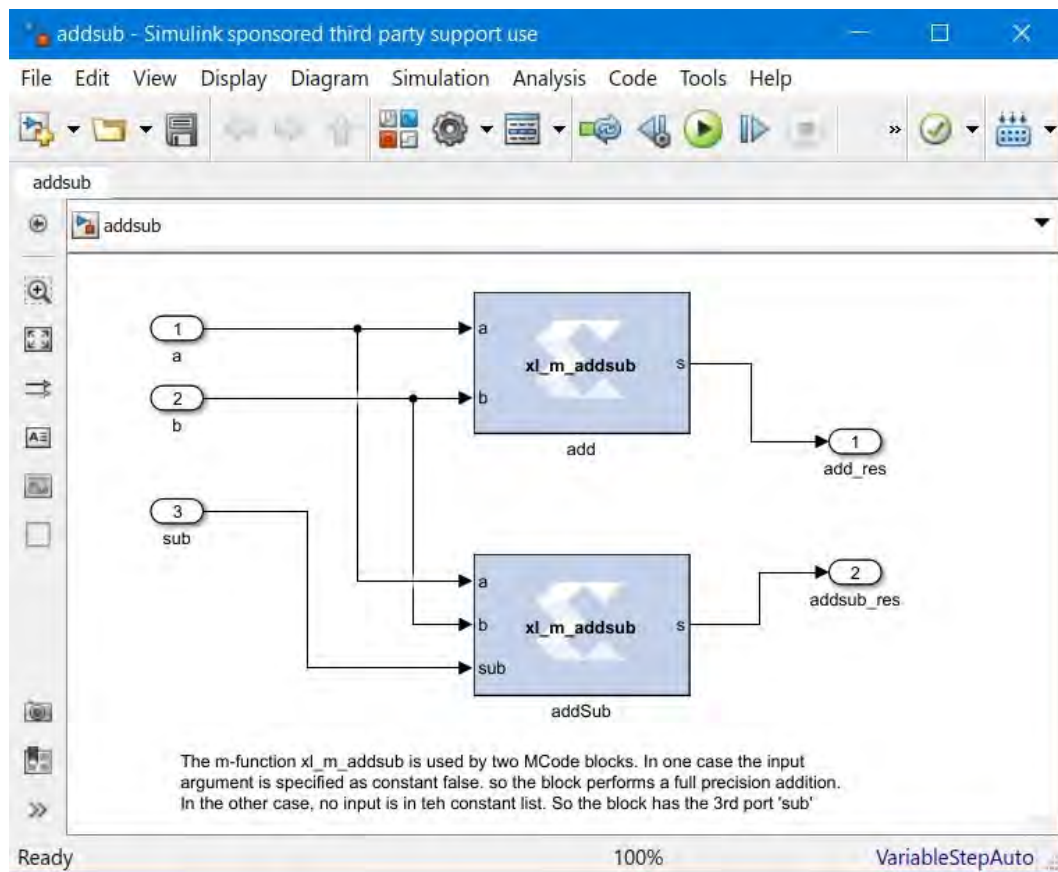 addsub - Simulink sponsored third party support use
File Edit View Display Diagram Simulation Analysis Code Tools Help
addsub
addsub
1
a
2
b
3
sub
a
b
xl_m_addsub
s
add
1
add_res
a
b
sub
xl_m_addsub
s
addSub
2
addsub_res
The m-function xl_m_addsub is used by two MCode blocks. In one case the input
argument is specified as constant false. so the block performs a full precision addition.
In the other case, no input is in teh constant list. So the block has the 3rd port 'sub'
Ready 100% VariableStepAuto